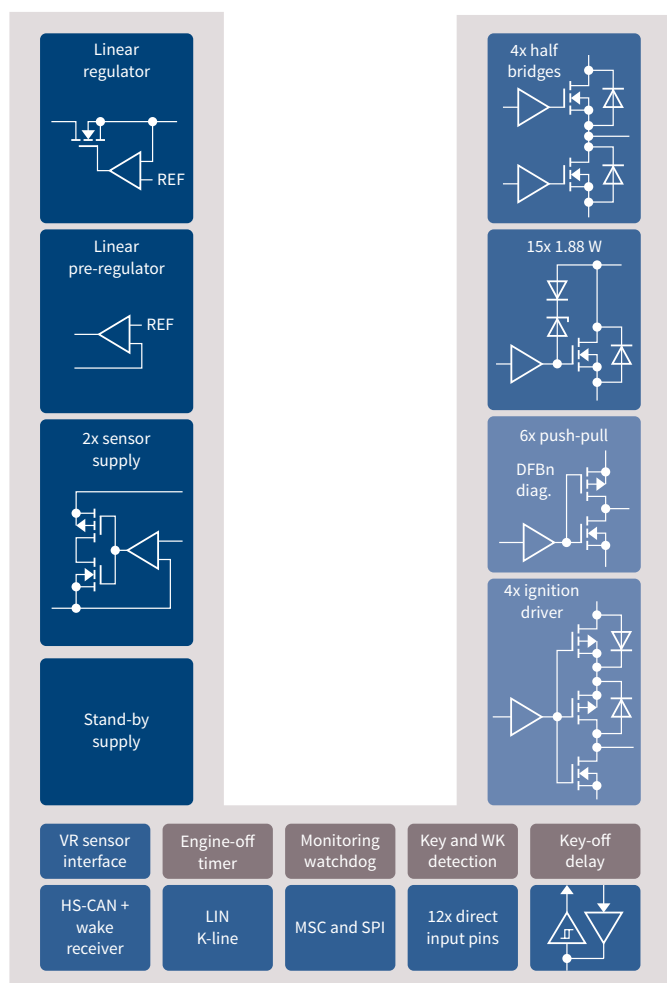 Linear
regulator
REF
Linear
pre-regulator
REF
2x sensor
supply
Stand-by
supply
4x half
bridges
15x 1.88 W
6x push-pull
DFBn
diag.
4x ignition
driver
VR sensor
interface
Engine-off
timer
Monitoring
watchdog
Key and WK
detection
Key-off
delay
HS-CAN +
wake
receiver
LIN
K-line
MSC and SPI
12x direct
input pins